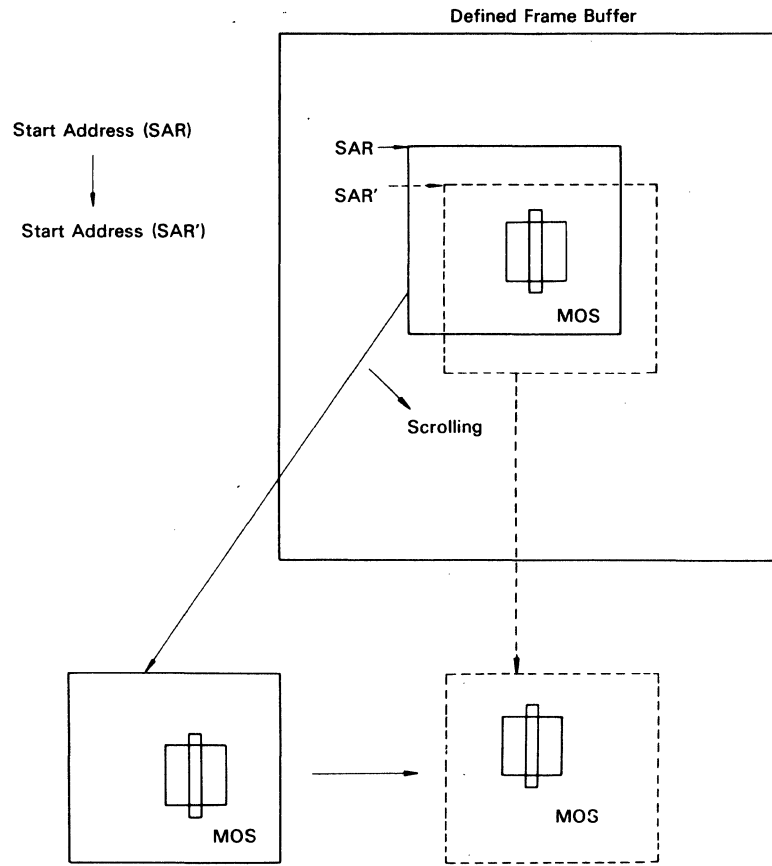 Defined Frame Buffer
Start Address (SAR)
Start Address (SAR')
SAR
SAR'
MOS
Scrolling
MOS
MOS